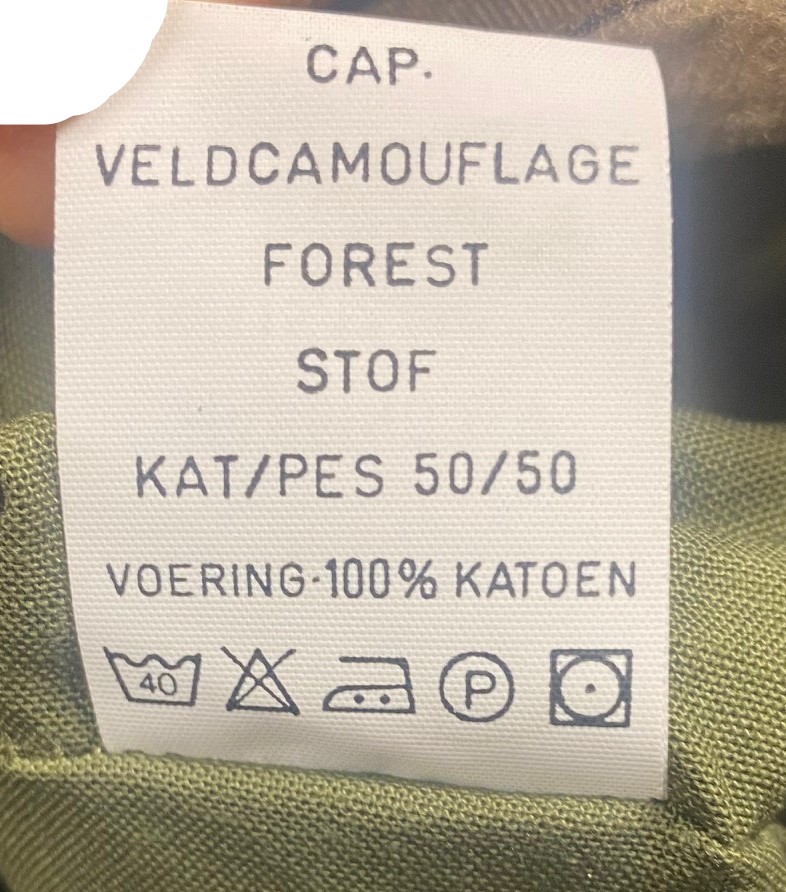 CAP.
VELDCAMOUFLAGE
FOREST
STOF
KAT/PES 50/50
VOERING·100% KATOEN
40 P